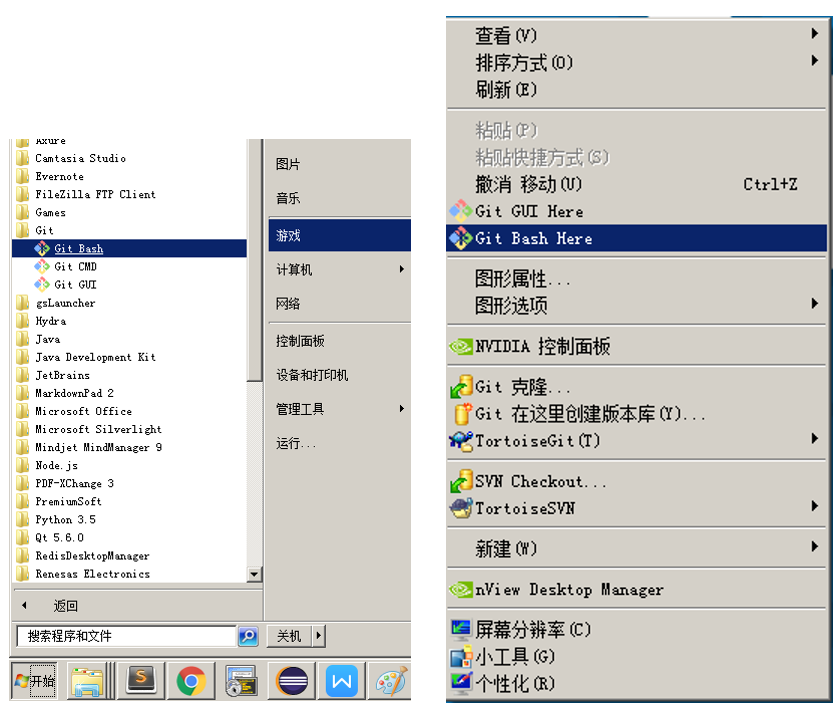 Axure
Camtasia Studio
Evernote
FileZilla FTP Client
Games
Git
Git Bash
Git CMD
Git GUI
gsLauncher
Hydra
Java
Java Development Kit
JetBrains
MarkdownPad 2
Microsoft Office
Microsoft Silverlight
Mindjet MindManager 9
Node.js
PDF-XChange 3
PremiumSoft
Python 3.5
Qt 5.6.0
RedisDesktopManager
Renesas Electronics
返回
搜索程序和文件
开始
图片
音乐
游戏
计算机
网络
控制面板
设备和打印机
管理工具
运行...
关机
查看(V)
排序方式(O)
刷新(E)
粘贴(P)
粘贴快捷方式(S)
撤消 移动(U) Ctrl+Z
Git GUI Here
Git Bash Here
图形属性...
图形选项
NVIDIA 控制面板
Git 克隆...
Git 在这里创建版本库(Y)...
TortoiseGit(T)
SVN Checkout...
TortoiseSVN
新建(W)
nView Desktop Manager
屏幕分辨率(C)
小工具(G)
个性化(R)